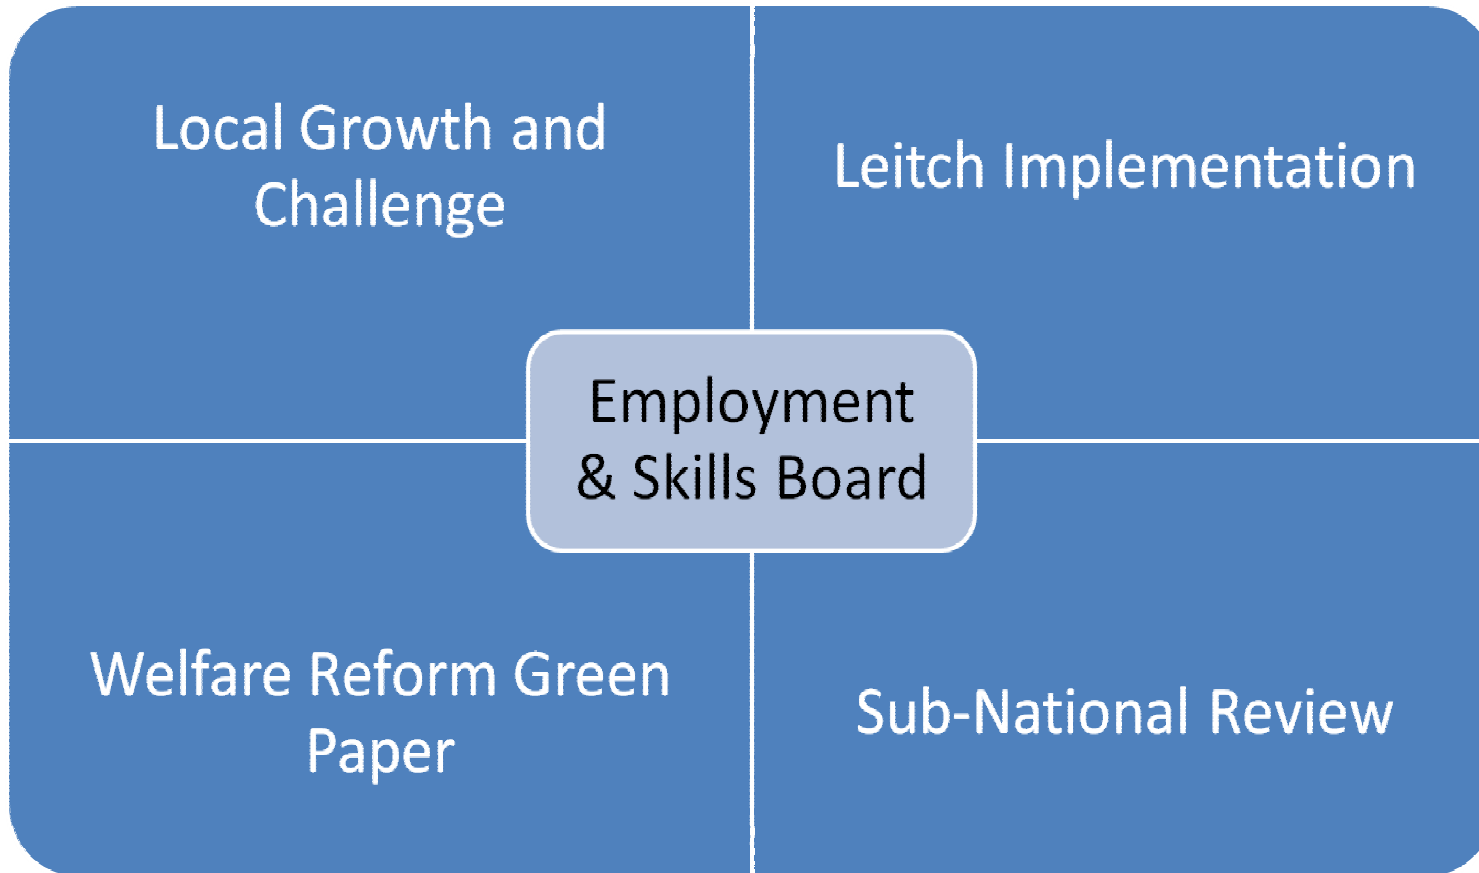 Local Growth and
Challenge
Leitch Implementation
Employment
& Skills Board
Welfare Reform Green
Paper
Sub-National Review